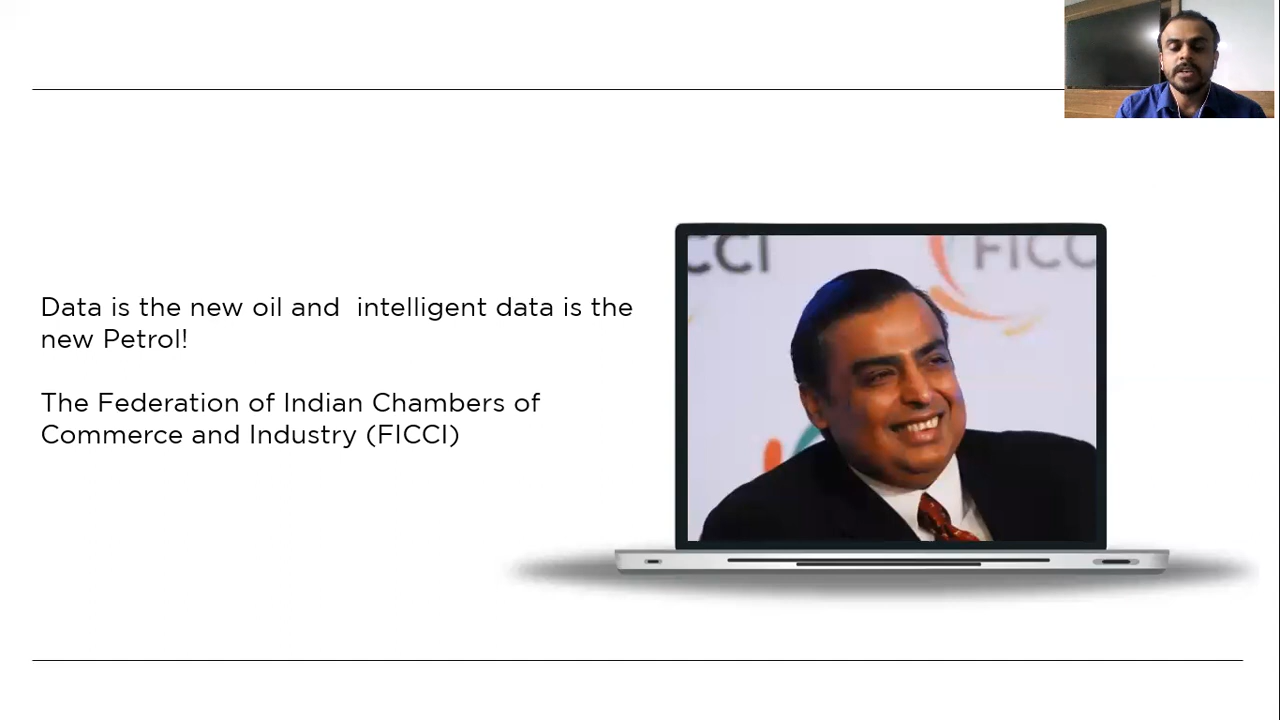 Data is the new oil and  intelligent data is the
new Petrol!
The Federation of Indian Chambers of
Commerce and Industry (FICCI)
CCI
FICC